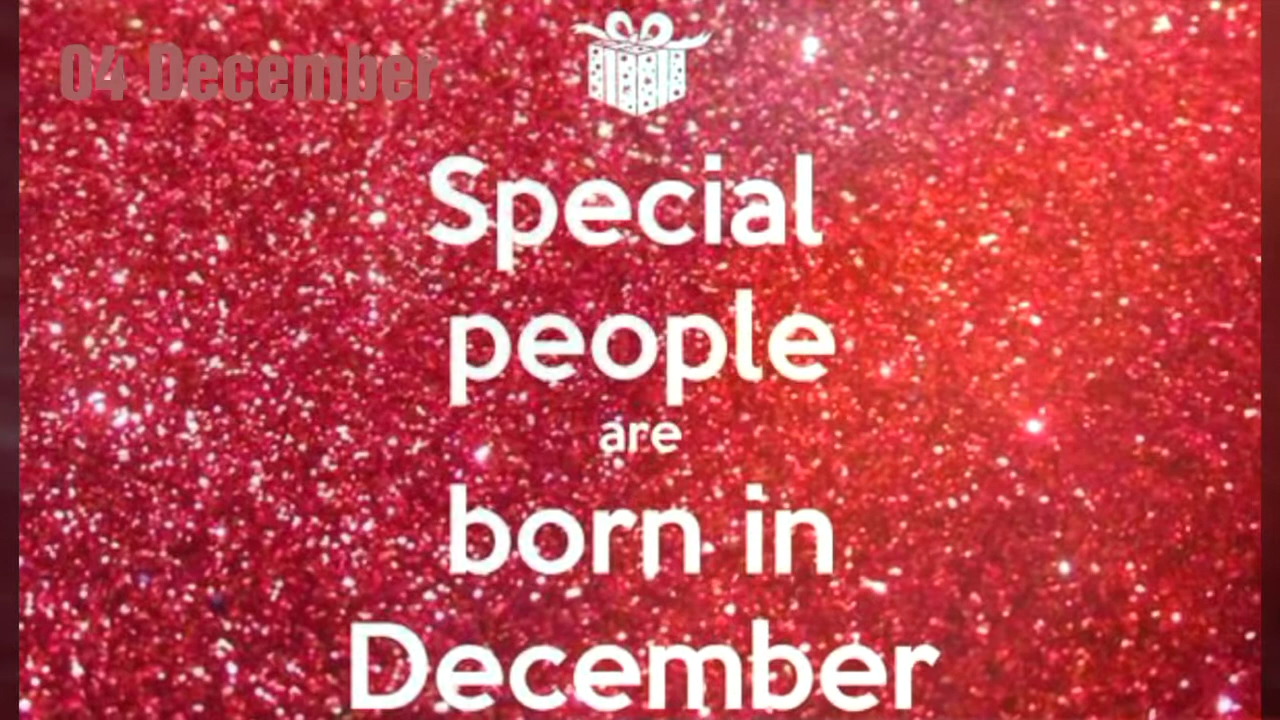 04 December
Special
people
are
born in
December